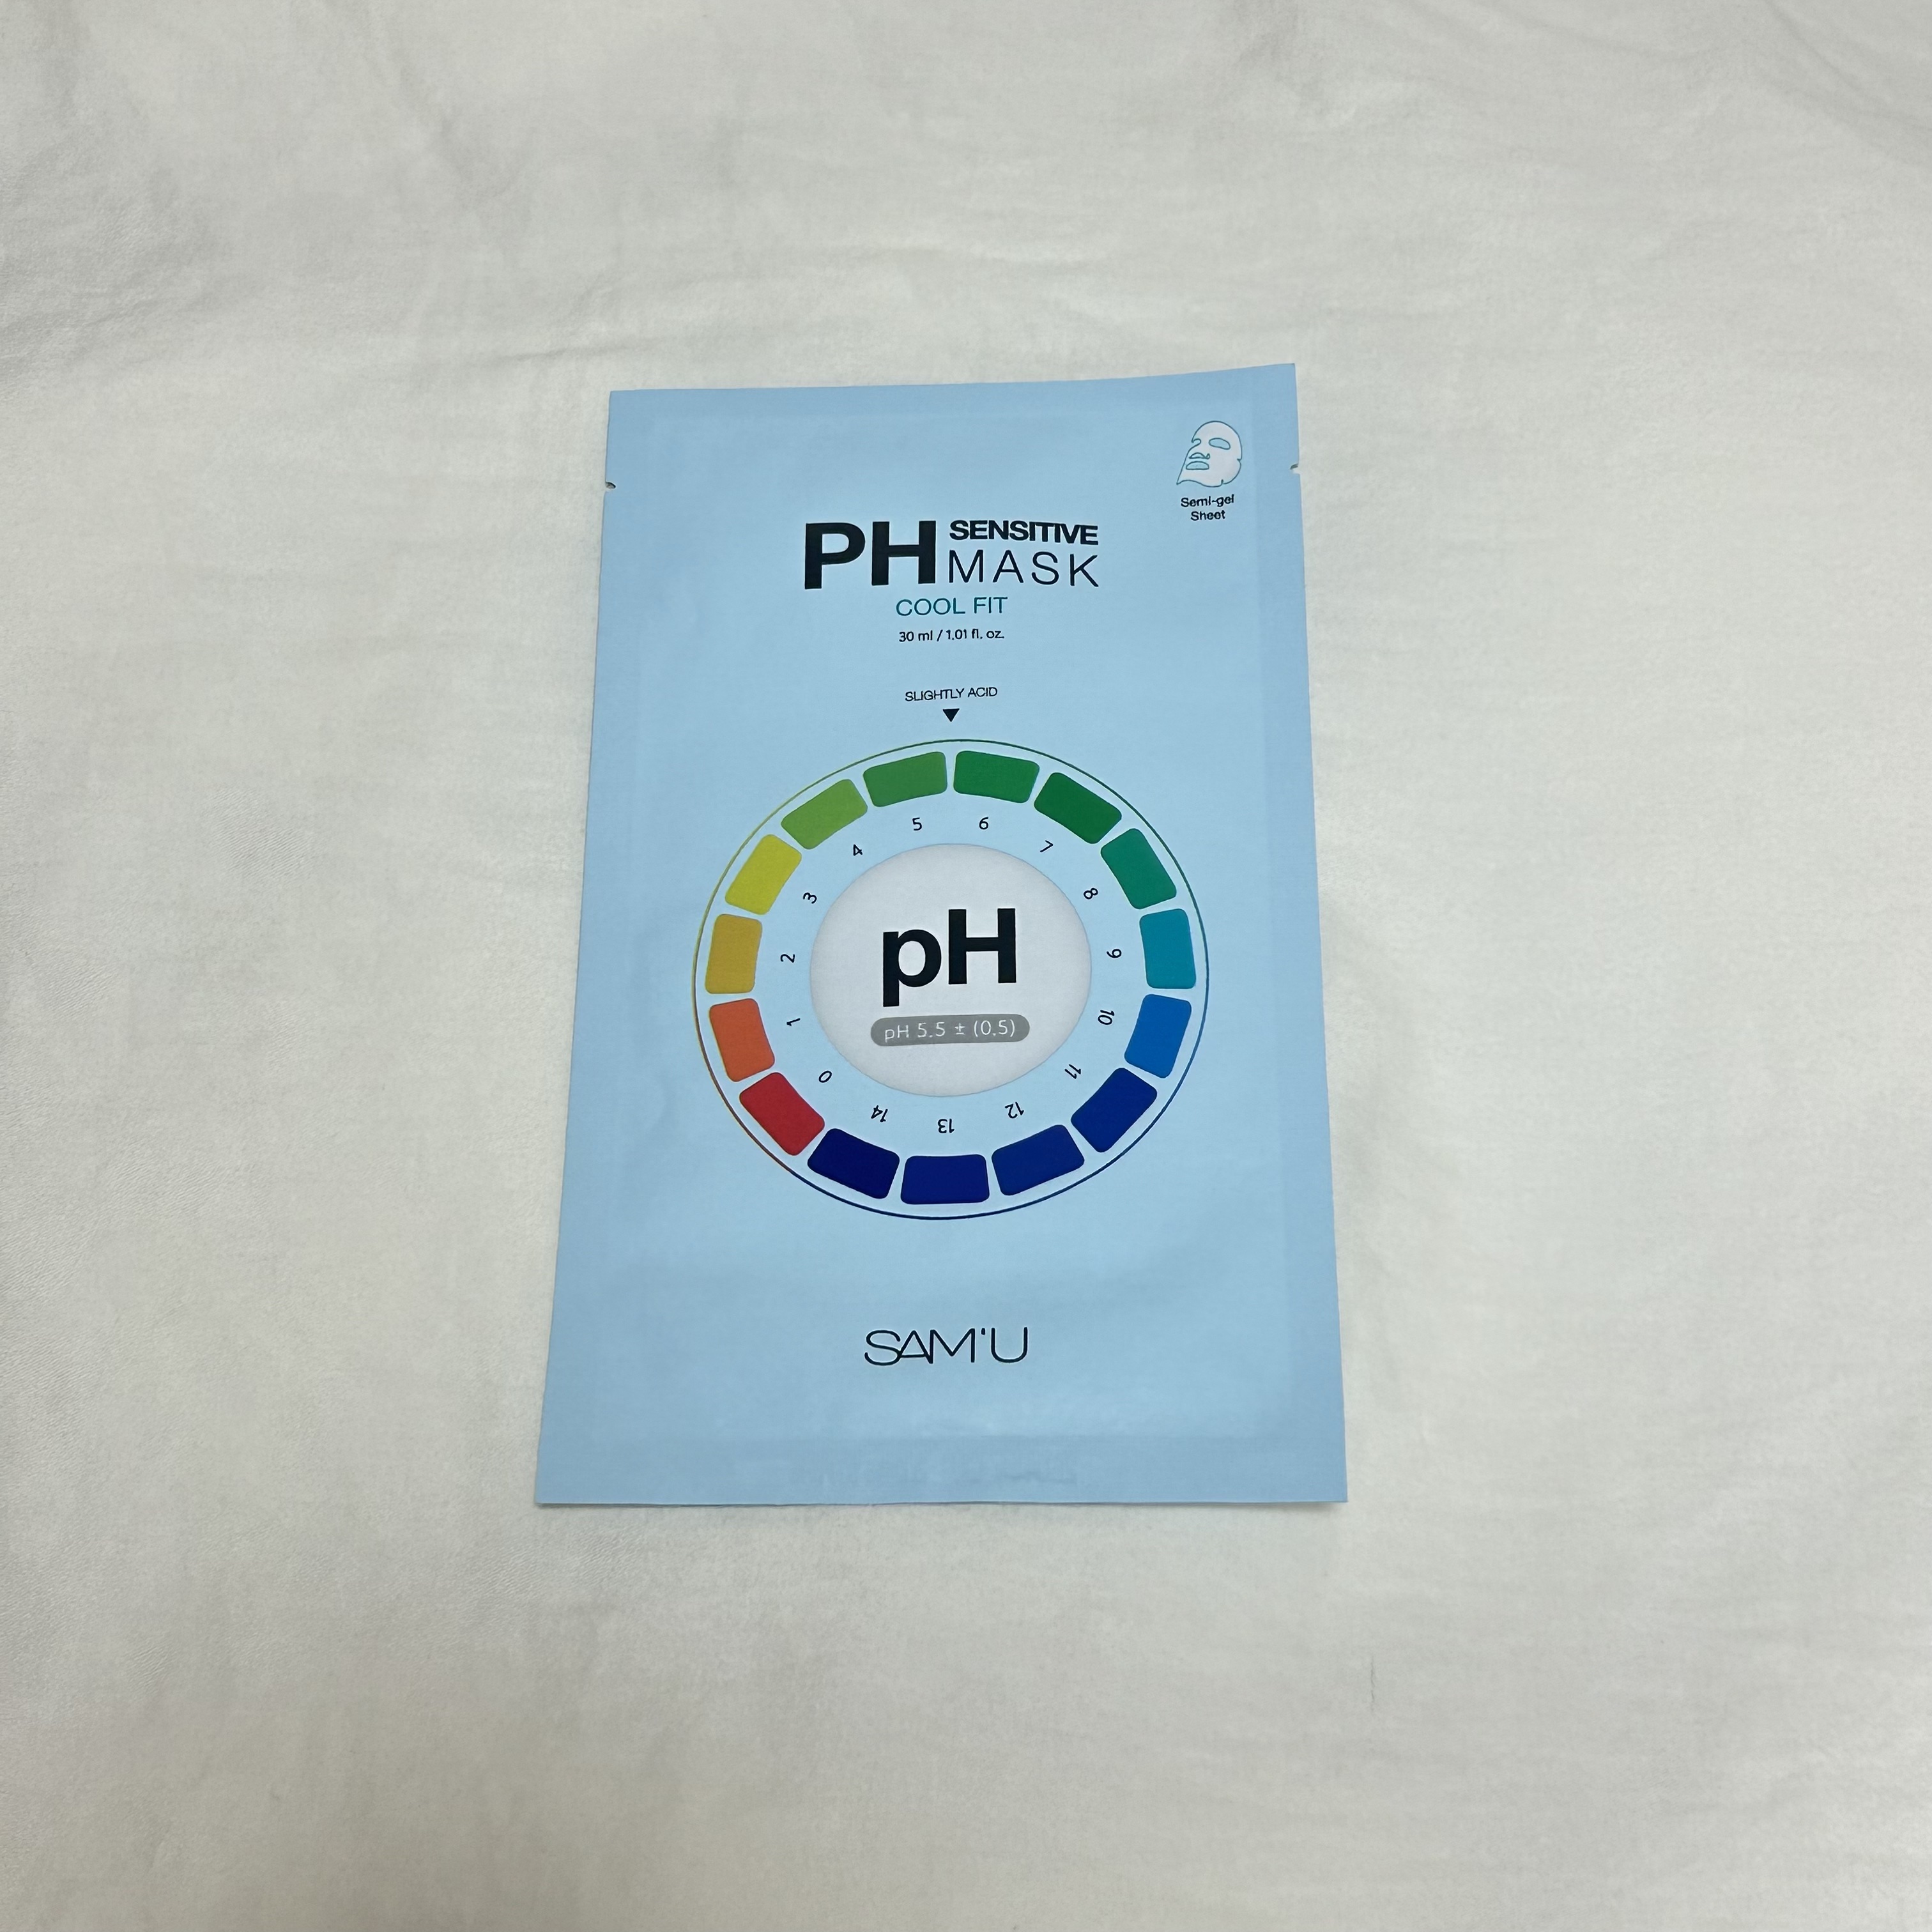 Semi-gel
Sheet
PH SENSITIVE
MASK
COOL FIT
30 ml / 1.01 fl. oz.
SLIGHTLY ACID
0
1
2
3
4
5
6
7
8
9
10
11
12
13
14
pH
pH 5.5 ± (0.5)
SAM'U